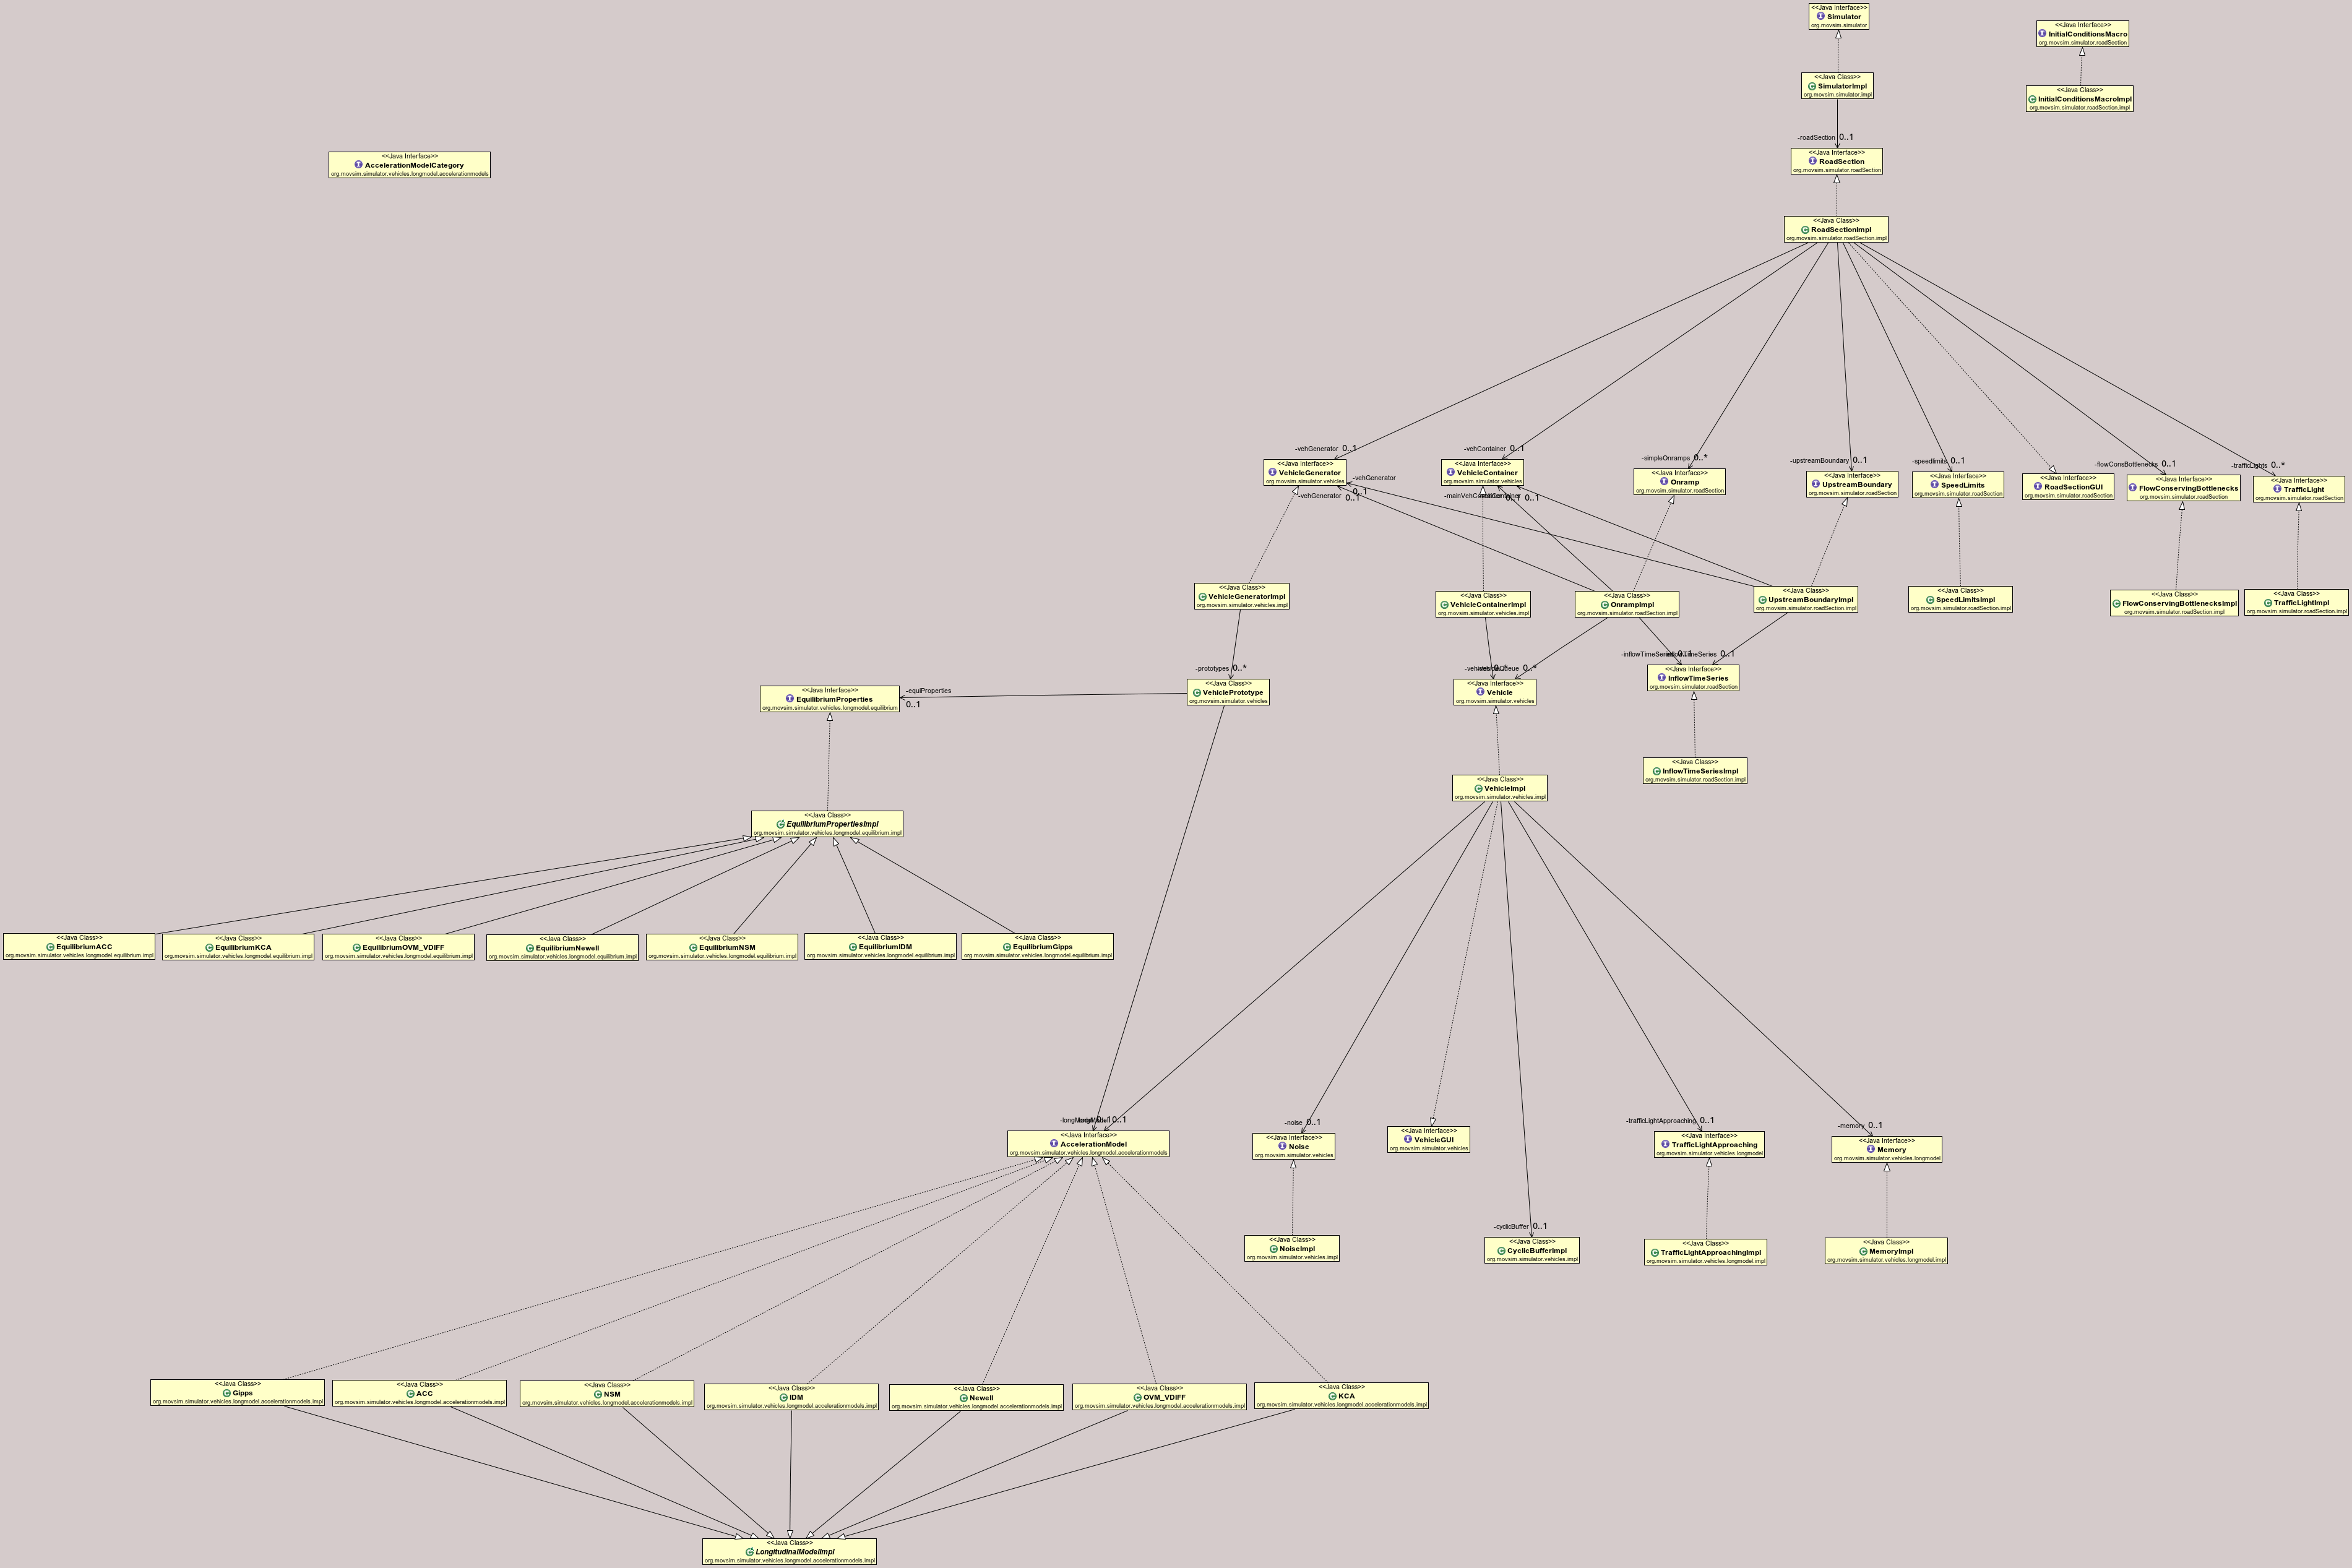 <<Java Interface>>
Simulator
org.movsim.simulator
<<Java Interface>>
InitialConditionsMacro
org.movsim.simulator.roadSection
<<Java Class>>
SimulatorImpl
org.movsim.simulator.impl
<<Java Class>>
InitialConditionsMacroImpl
org.movsim.simulator.roadSection.impl
-roadSection 0..1
<<Java Interface>>
RoadSection
org.movsim.simulator.roadSection
<<Java Interface>>
AccelerationModelCategory
org.movsim.simulator.vehicles.longmodel.accelerationmodels
<<Java Class>>
RoadSectionImpl
org.movsim.simulator.roadSection.impl
-vehGenerator 0..1
<<Java Interface>>
VehicleGenerator
org.movsim.simulator.vehicles
-vehContainer 0..1
<<Java Interface>>
VehicleContainer
org.movsim.simulator.vehicles
-simpleOnramps 0..*
<<Java Interface>>
Onramp
org.movsim.simulator.roadSection
-upstreamBoundary 0..1
<<Java Interface>>
UpstreamBoundary
org.movsim.simulator.roadSection
-speedlimits 0..1
<<Java Interface>>
SpeedLimits
org.movsim.simulator.roadSection
<<Java Interface>>
RoadSectionGUI
org.movsim.simulator.roadSection
-flowConsBottlenecks 0..1
<<Java Interface>>
FlowConservingBottlenecks
org.movsim.simulator.roadSection
-trafficLights 0..*
<<Java Interface>>
TrafficLight
org.movsim.simulator.roadSection
-vehGenerator
0..1
-vehGenerator
0..1
-mainVehC
0..1
0..1
<<Java Class>>
VehicleGeneratorImpl
org.movsim.simulator.vehicles.impl
<<Java Class>>
VehicleContainerImpl
org.movsim.simulator.vehicles.impl
<<Java Class>>
OnrampImpl
org.movsim.simulator.roadSection.impl
<<Java Class>>
UpstreamBoundaryImpl
org.movsim.simulator.roadSection.impl
<<Java Class>>
SpeedLimitsImpl
org.movsim.simulator.roadSection.impl
<<Java Class>>
FlowConservingBottlenecksImpl
org.movsim.simulator.roadSection.impl
<<Java Class>>
TrafficLightImpl
org.movsim.simulator.roadSection.impl
-prototypes 0..*
<<Java Class>>
VehiclePrototype
org.movsim.simulator.vehicles
0..*
0..*
<<Java Interface>>
Vehicle
org.movsim.simulator.vehicles
-inflowTimeSeries 0..1
0..1
<<Java Interface>>
InflowTimeSeries
org.movsim.simulator.roadSection
<<Java Interface>>
EquilibriumProperties
org.movsim.simulator.vehicles.longmodel.equilibrium
-equiProperties
0..1
<<Java Class>>
InflowTimeSeriesImpl
org.movsim.simulator.roadSection.impl
<<Java Class>>
VehicleImpl
org.movsim.simulator.vehicles.impl
<<Java Class>>
EquilibriumPropertiesImpl
org.movsim.simulator.vehicles.longmodel.equilibrium.impl
<<Java Class>>
EquilibriumACC
org.movsim.simulator.vehicles.longmodel.equilibrium.impl
<<Java Class>>
EquilibriumKCA
org.movsim.simulator.vehicles.longmodel.equilibrium.impl
<<Java Class>>
EquilibriumOVM_VDIFF
org.movsim.simulator.vehicles.longmodel.equilibrium.impl
<<Java Class>>
EquilibriumNewell
org.movsim.simulator.vehicles.longmodel.equilibrium.impl
<<Java Class>>
EquilibriumNSM
org.movsim.simulator.vehicles.longmodel.equilibrium.impl
<<Java Class>>
EquilibriumIDM
org.movsim.simulator.vehicles.longmodel.equilibrium.impl
<<Java Class>>
EquilibriumGipps
org.movsim.simulator.vehicles.longmodel.equilibrium.impl
0..1
0..1
<<Java Interface>>
AccelerationModel
org.movsim.simulator.vehicles.longmodel.accelerationmodels
-noise 0..1
<<Java Interface>>
Noise
org.movsim.simulator.vehicles
<<Java Interface>>
VehicleGUI
org.movsim.simulator.vehicles
-trafficLightApproaching 0..1
<<Java Interface>>
TrafficLightApproaching
org.movsim.simulator.vehicles.longmodel
-memory 0..1
<<Java Interface>>
Memory
org.movsim.simulator.vehicles.longmodel
<<Java Class>>
NoiseImpl
org.movsim.simulator.vehicles.impl
-cyclicBuffer 0..1
<<Java Class>>
CyclicBufferImpl
org.movsim.simulator.vehicles.impl
<<Java Class>>
TrafficLightApproachingImpl
org.movsim.simulator.vehicles.longmodel.impl
<<Java Class>>
MemoryImpl
org.movsim.simulator.vehicles.longmodel.impl
<<Java Class>>
Gipps
org.movsim.simulator.vehicles.longmodel.accelerationmodels.impl
<<Java Class>>
ACC
org.movsim.simulator.vehicles.longmodel.accelerationmodels.impl
<<Java Class>>
NSM
org.movsim.simulator.vehicles.longmodel.accelerationmodels.impl
<<Java Class>>
IDM
org.movsim.simulator.vehicles.longmodel.accelerationmodels.impl
<<Java Class>>
Newell
org.movsim.simulator.vehicles.longmodel.accelerationmodels.impl
<<Java Class>>
OVM_VDIFF
org.movsim.simulator.vehicles.longmodel.accelerationmodels.impl
<<Java Class>>
KCA
org.movsim.simulator.vehicles.longmodel.accelerationmodels.impl
<<Java Class>>
LongitudinalModelImpl
org.movsim.simulator.vehicles.longmodel.accelerationmodels.impl